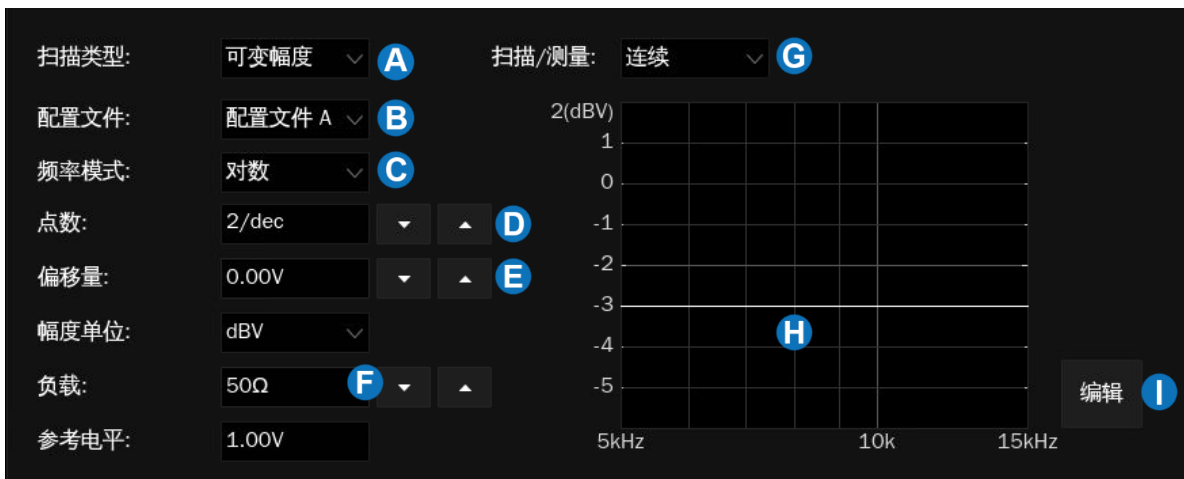 扫描类型: 可变幅度 A 扫描/测量: 连续 G
配置文件: 配置文件 A B
频率模式: 对数 C
点数: 2/dec D
偏移量: 0.00V E
幅度单位: dBV
负载: 50Ω F
参考电平: 1.00V
2(dBV)
1
0
-1
-2
-3
H
-4
-5
5kHz 10k 15kHz
编辑 I